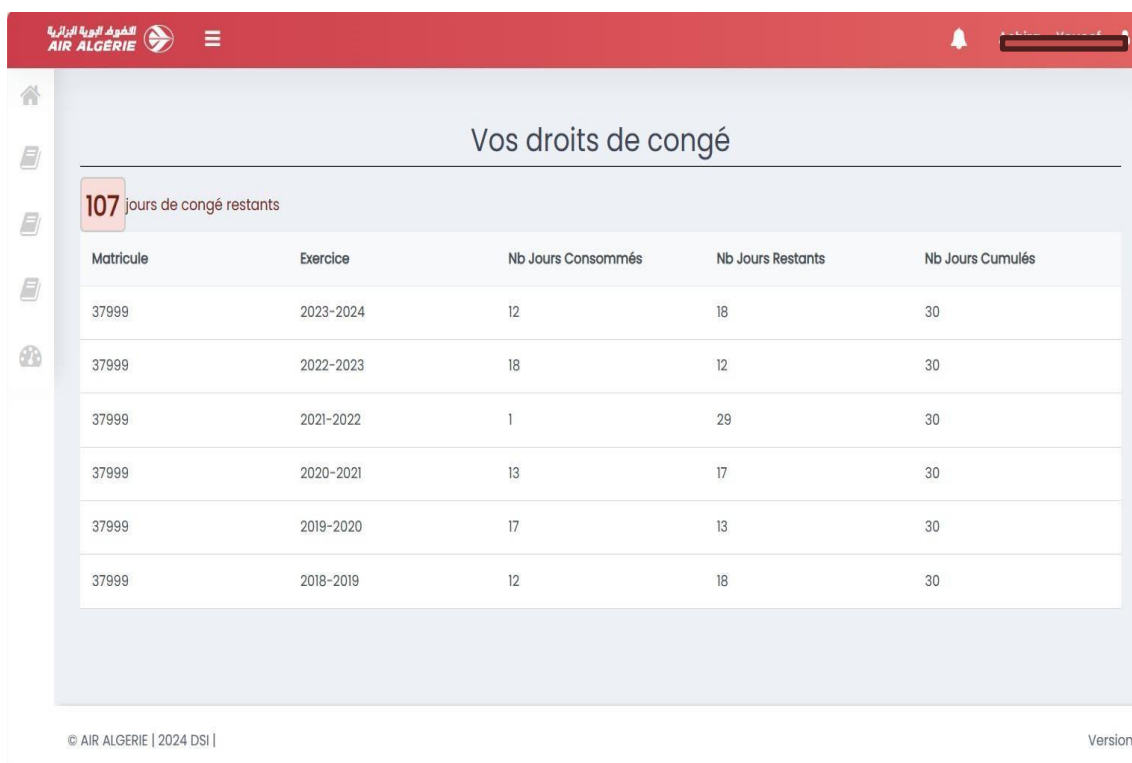 الخطوط الجوية الجزائرية
AIR ALGÉRIE
Vos droits de congé
107 jours de congé restants
Matricule Exercice Nb Jours Consommés Nb Jours Restants Nb Jours Cumulés
37999 2023-2024 12 18 30
37999 2022-2023 18 12 30
37999 2021-2022 1 29 30
37999 2020-2021 13 17 30
37999 2019-2020 17 13 30
37999 2018-2019 12 18 30
© AIR ALGERIE | 2024 DSI | Version